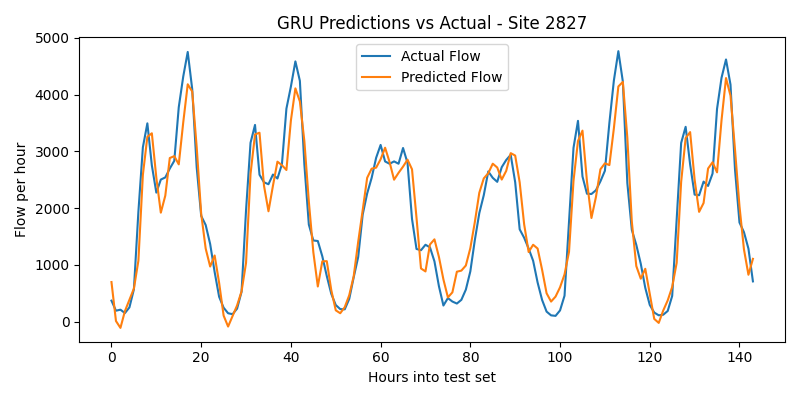 GRU Predictions vs Actual - Site 2827
Actual Flow
Predicted Flow
Flow per hour
5000
4000
3000
2000
1000
0
0 20 40 60 80 100 120 140
Hours into test set